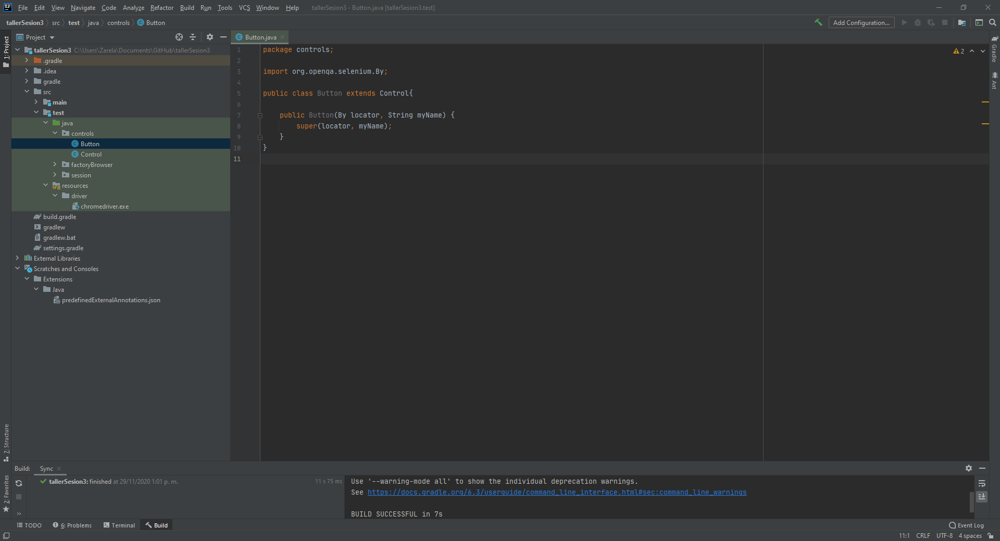 File Edit View Navigate Code Analyze Refactor Build Run Tools VCS Window Help tallerSesion3 - Button.java [tallerSesion3.test]
tallerSesion3 src test java controls Button Add Configuration...
1: Project
Project
tallerSesion3 C:\Users\Zarela\Documents\GitHub\tallerSesion3
.gradle
.idea
gradle
src
main
test
java
controls
Button
Control
factoryBrowser
session
resources
driver
chromedriver.exe
build.gradle
gradlew
gradlew.bat
settings.gradle
External Libraries
Scratches and Consoles
Extensions
Java
predefinedExternalAnnotations.json
7: Structure
2: Favorites
Button.java
1 package controls;
2
3 import org.openqa.selenium.By;
4
5 public class Button extends Control{
6
7 public Button(By locator, String myName) {
8 super(locator, myName);
9 }
10 }
11
2
Gradle
Ant
Build: Sync
tallerSesion3: finished at 29/11/2020 1:01 p. m. 11 s 75 ms
Use '--warning-mode all' to show the individual deprecation warnings.
See https://docs.gradle.org/6.3/userguide/command_line_interface.html#sec:command_line_warnings
BUILD SUCCESSFUL in 7s
TODO 6: Problems Terminal Build Event Log
11:1 CRLF UTF-8 4 spaces